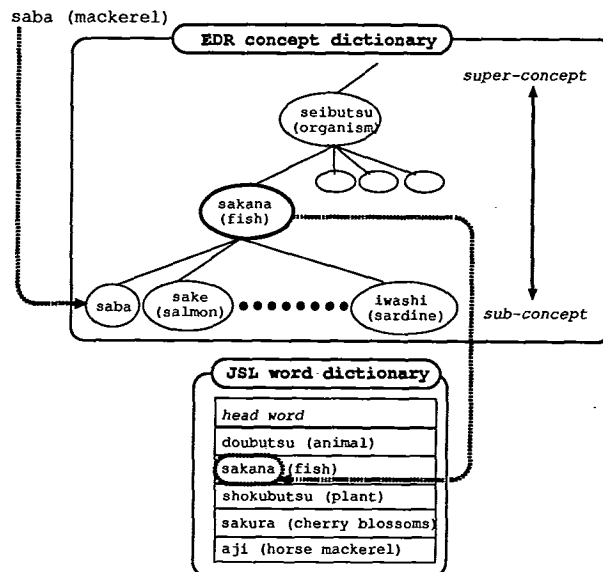 saba (mackerel)
EDR concept dictionary
super-concept
seibutsu
(organism)
sakana
(fish)
saba
sake
(salmon)
iwashi
(sardine)
sub-concept
JSL word dictionary
head word
doubutsu (animal)
sakana (fish)
shokubutsu (plant)
sakura (cherry blossoms)
aji (horse mackerel)